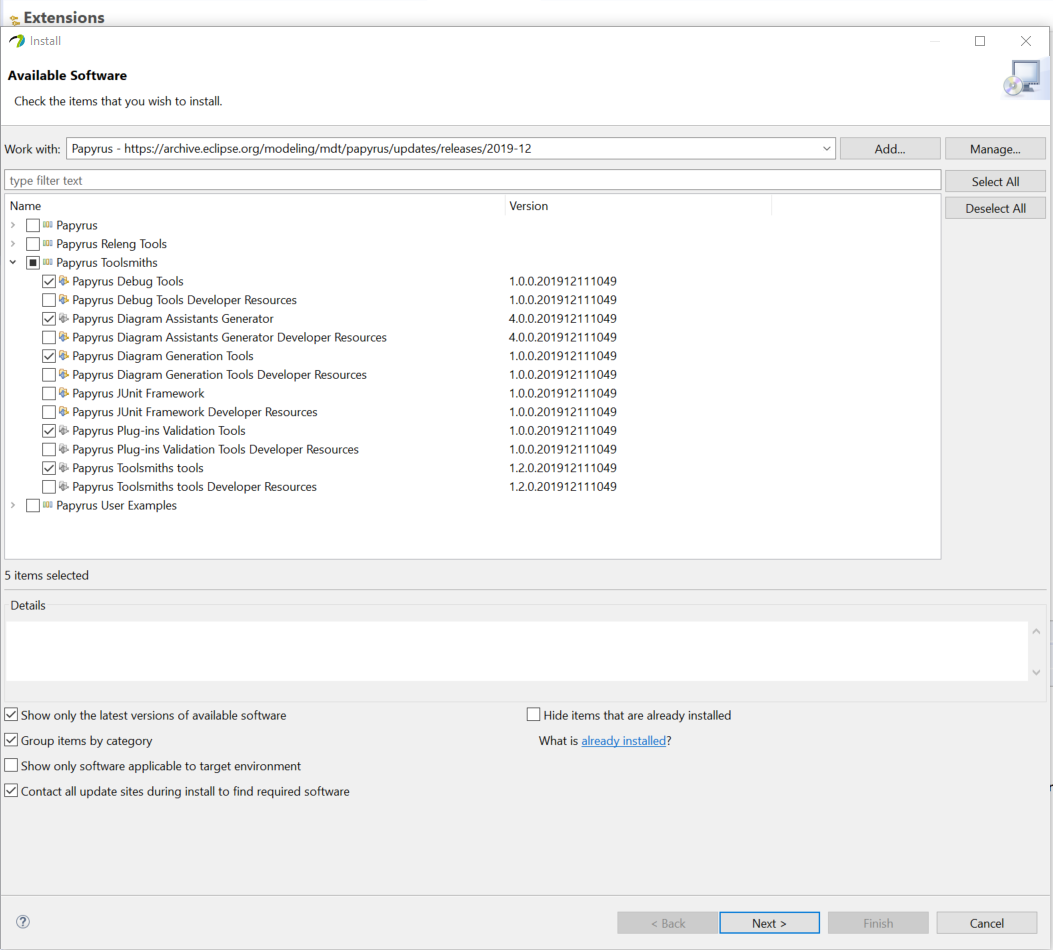 Extensions
Install
Available Software
Check the items that you wish to install.
Work with: Papyrus - https://archive.eclipse.org/modeling/mdt/papyrus/updates/releases/2019-12 Add... Manage...
type filter text Select All
Name Version Deselect All
Papyrus
Papyrus Releng Tools
Papyrus Toolsmiths
Papyrus Debug Tools 1.0.0.201912111049
Papyrus Debug Tools Developer Resources 1.0.0.201912111049
Papyrus Diagram Assistants Generator 4.0.0.201912111049
Papyrus Diagram Assistants Generator Developer Resources 4.0.0.201912111049
Papyrus Diagram Generation Tools 1.0.0.201912111049
Papyrus Diagram Generation Tools Developer Resources 1.0.0.201912111049
Papyrus JUnit Framework 1.0.0.201912111049
Papyrus JUnit Framework Developer Resources 1.0.0.201912111049
Papyrus Plug-ins Validation Tools 1.0.0.201912111049
Papyrus Plug-ins Validation Tools Developer Resources 1.0.0.201912111049
Papyrus Toolsmiths tools 1.2.0.201912111049
Papyrus Toolsmiths tools Developer Resources 1.2.0.201912111049
Papyrus User Examples
5 items selected
Details
Show only the latest versions of available software Hide items that are already installed
Group items by category What is already installed?
Show only software applicable to target environment
Contact all update sites during install to find required software
? < Back Next > Finish Cancel